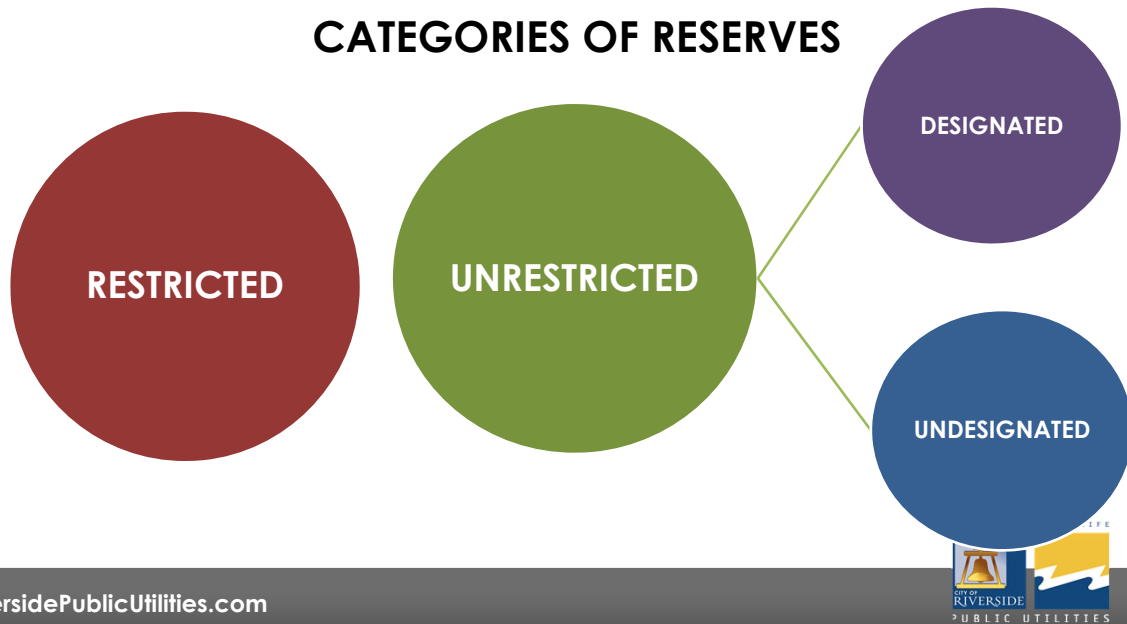 CATEGORIES OF RESERVES
DESIGNATED
RESTRICTED
UNRESTRICTED
UNDESIGNATED
ersidePublicUtilities.com
CITY OF
RIVERSIDE
PUBLIC UTILITIES